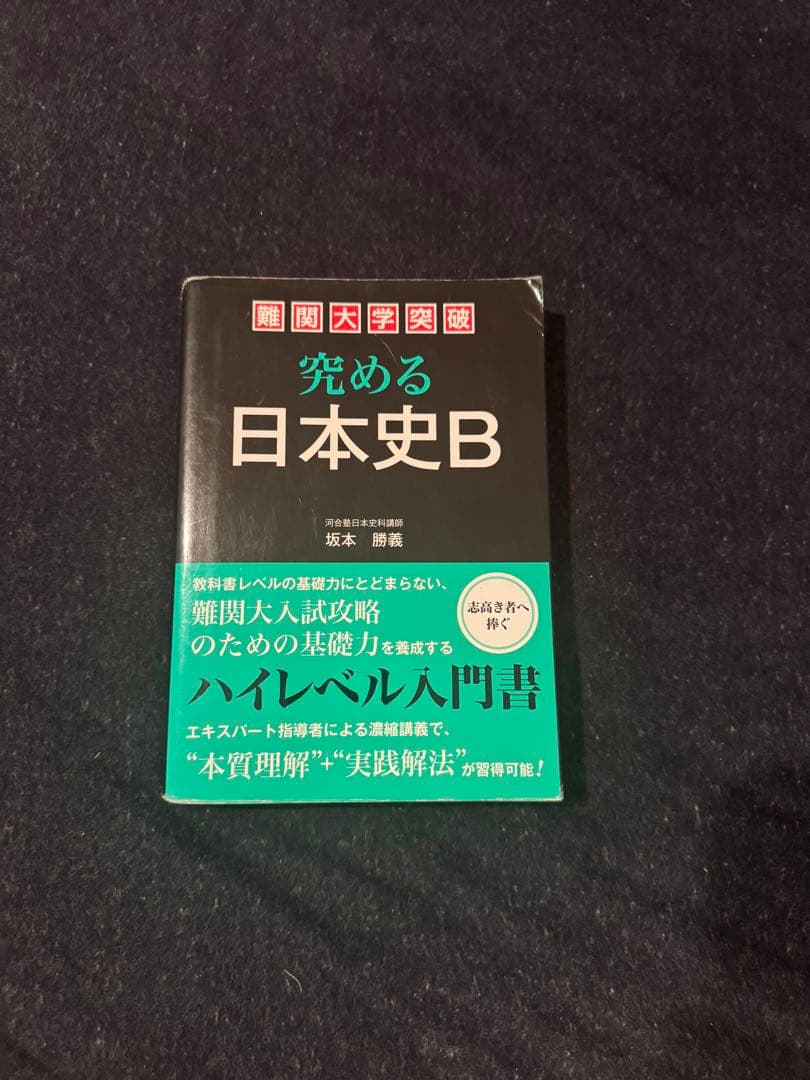 難関大学突破
究める
日本史B
河合塾日本史科講師
坂本 勝義
教科書レベルの基礎力にとどまらない、
難関大入試攻略
のための基礎力を養成する
志高き者へ
捧ぐ
ハイレベル入門書
エキスパート指導者による濃縮講義で、
“本質理解”+“実践解法”が習得可能!